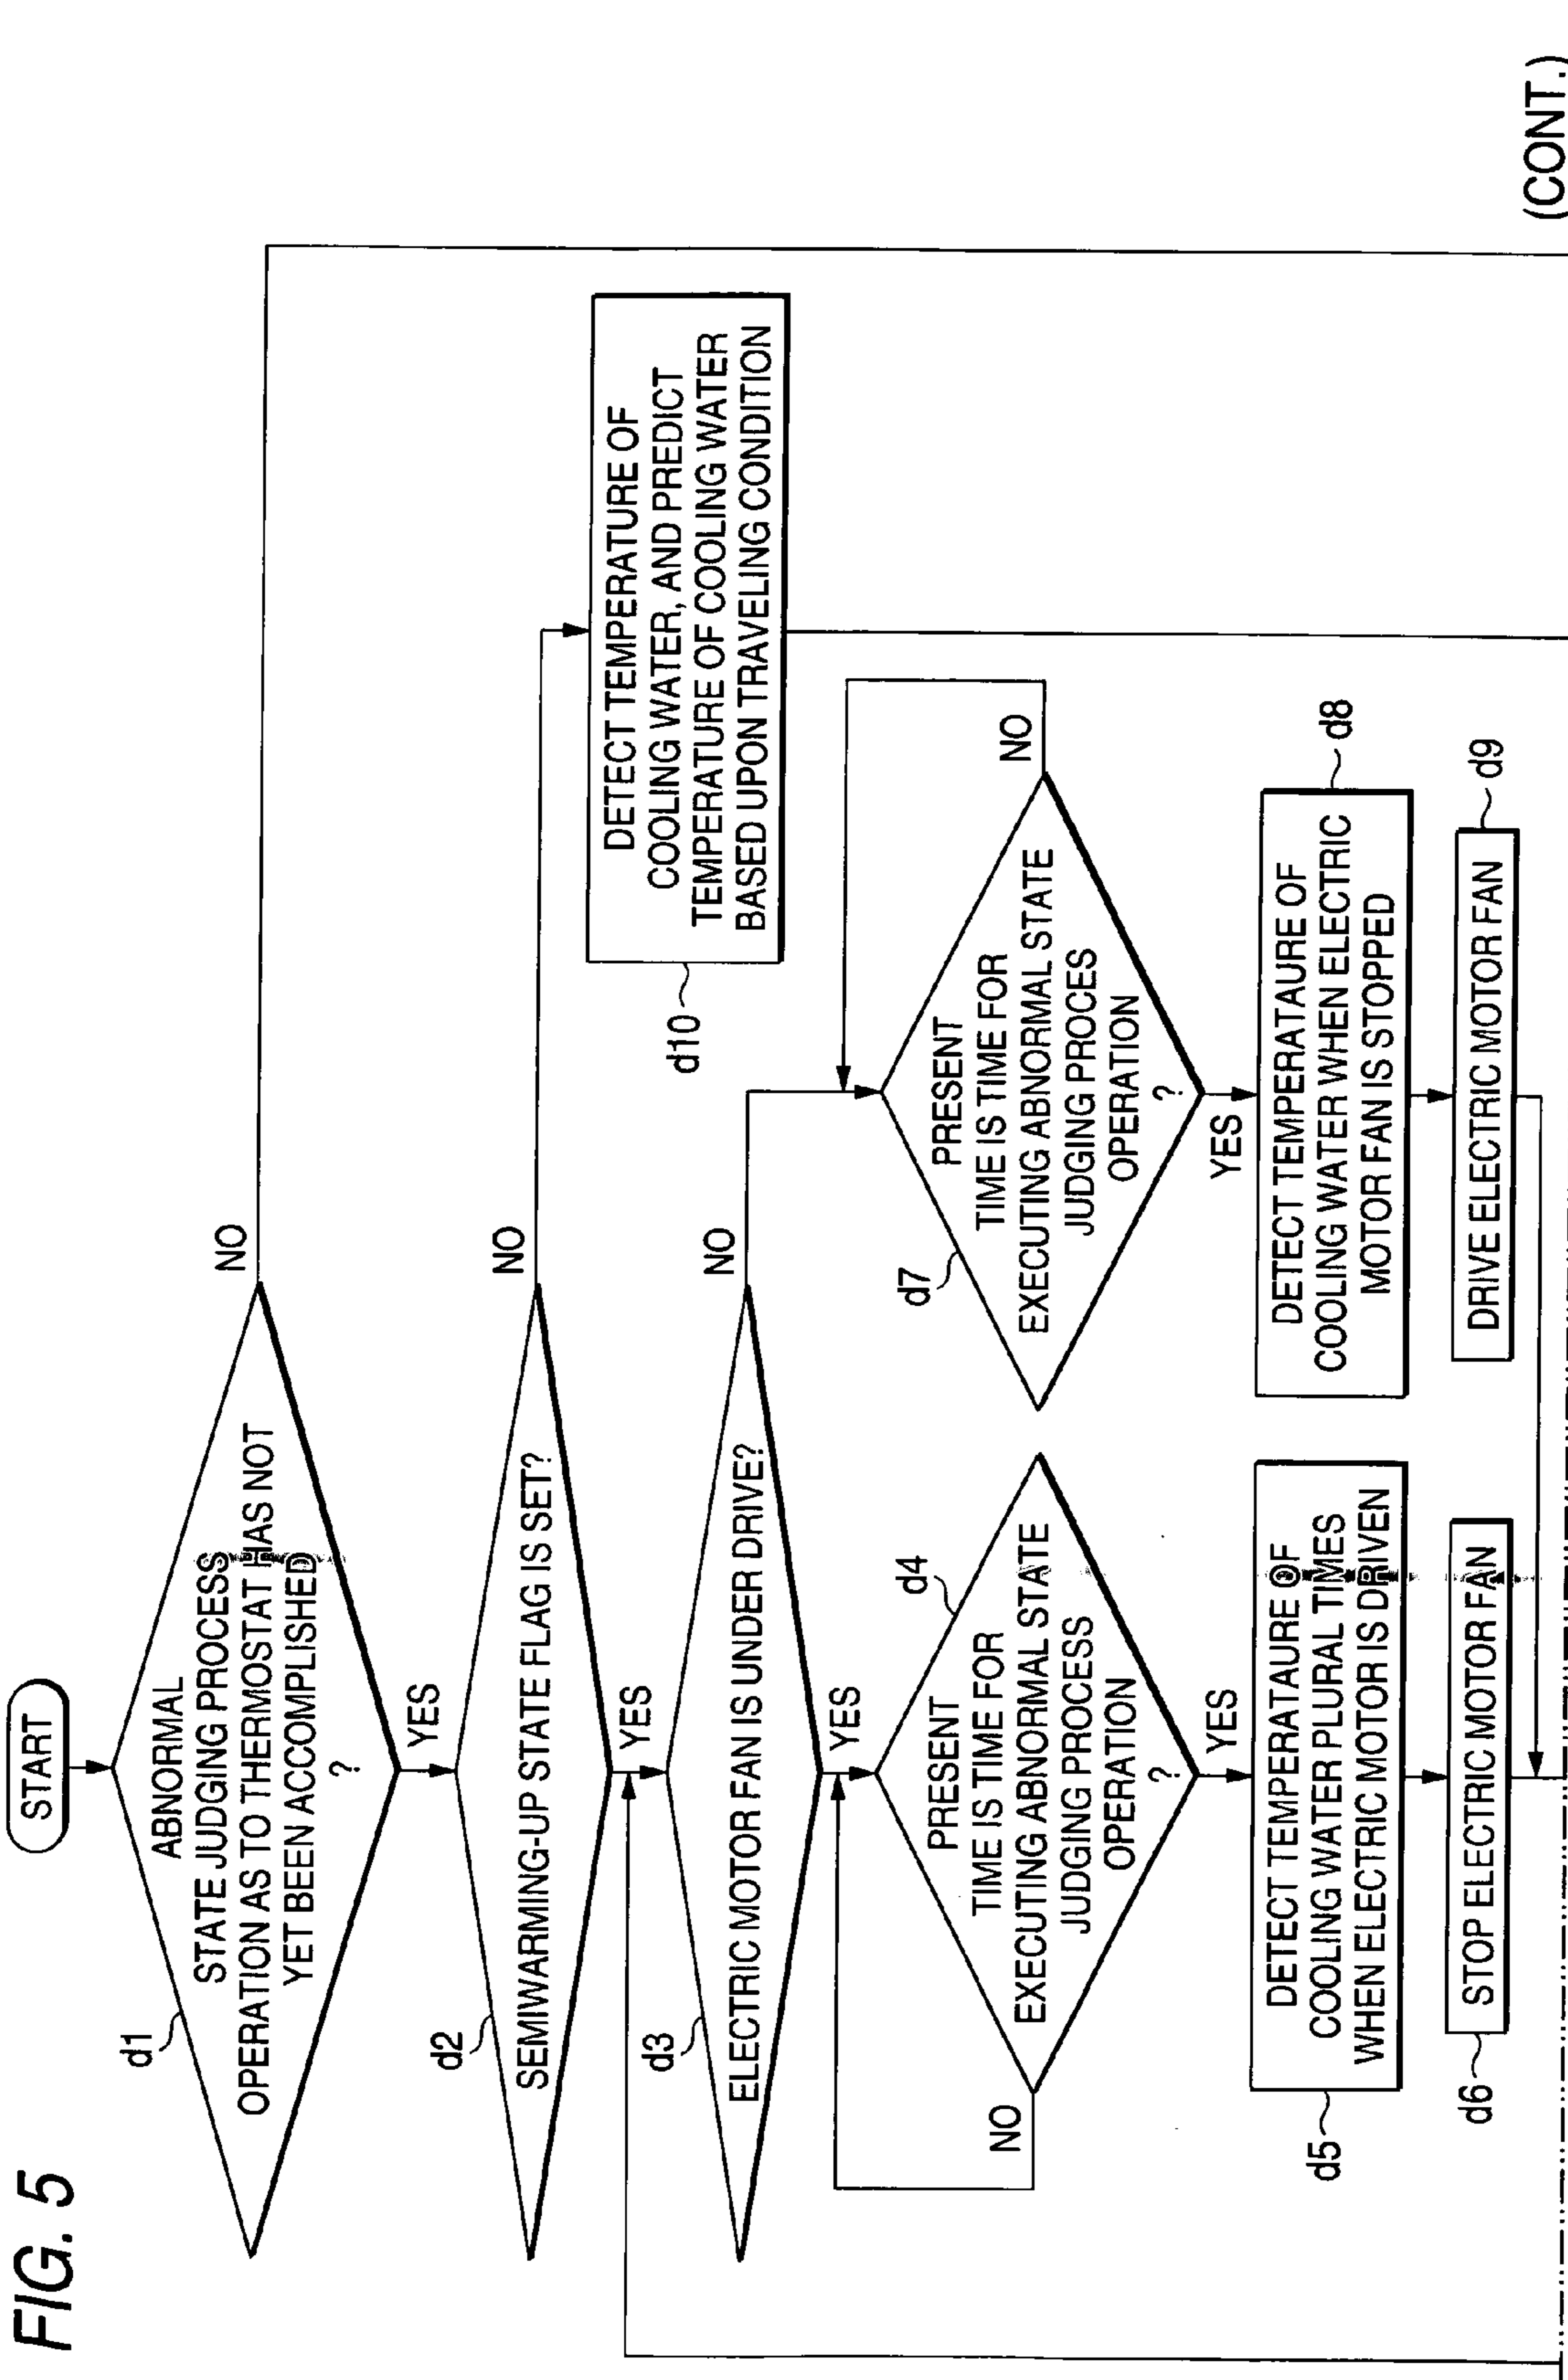 FIG. 5
START
d1
ABNORMAL
STATE JUDGING PROCESS
OPERATION AS TO THERMOSTAT HAS NOT
YET BEEN ACCOMPLISHED
?
NO
YES
d2
SEMIWARMING-UP STATE FLAG IS SET?
NO
YES
DETECT TEMPERATURE OF
COOLING WATER, AND PREDICT
TEMPERATURE OF COOLING WATER
BASED UPON TRAVELING CONDITION
d10
d3
ELECTRIC MOTOR FAN IS UNDER DRIVE?
NO
YES
d4
PRESENT
TIME IS TIME FOR
EXECUTING ABNORMAL STATE
JUDGING PROCESS
OPERATION
?
NO
YES
d7
PRESENT
TIME IS TIME FOR
EXECUTING ABNORMAL STATE
JUDGING PROCES
OPERATION
?
NO
YES
d5
DETECT TEMPERATAURE OF
COOLING WATER PLURAL TIMES
WHEN ELECTRIC MOTOR IS DRIVEN
d8
DETECT TEMPERATAURE OF
COOLING WATER WHEN ELECTRIC
MOTOR FAN IS STOPPED
d6
STOP ELECTRIC MOTOR FAN
d9
DRIVE ELECTRIC MOTOR FAN
(CONT.)